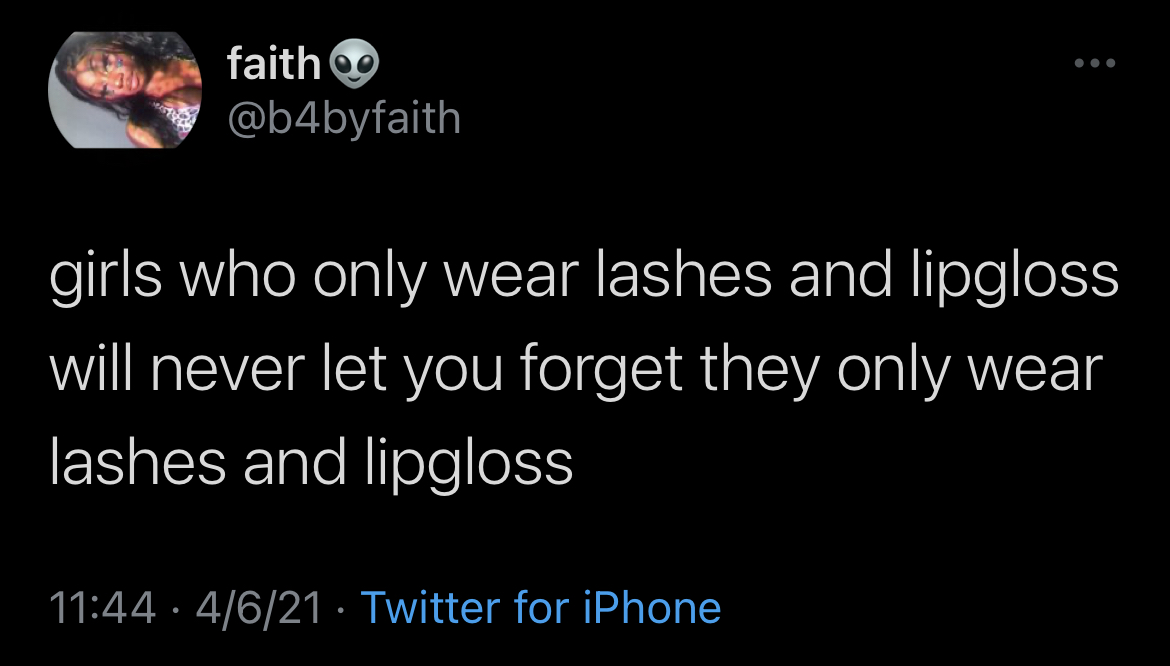 faith👽
@b4byfaith
girls who only wear lashes and lipgloss
will never let you forget they only wear
lashes and lipgloss
11:44 · 4/6/21 · Twitter for iPhone